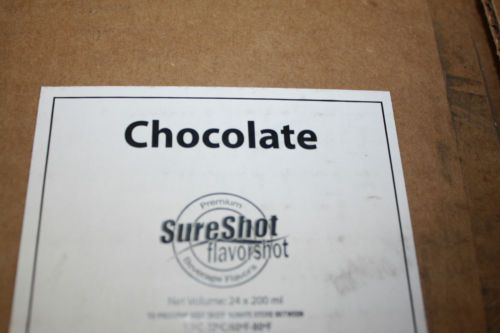 Chocolate
Premium
SureShot
flavorshot
Beverage Flavors
Net Volume: 24 x 200 ml